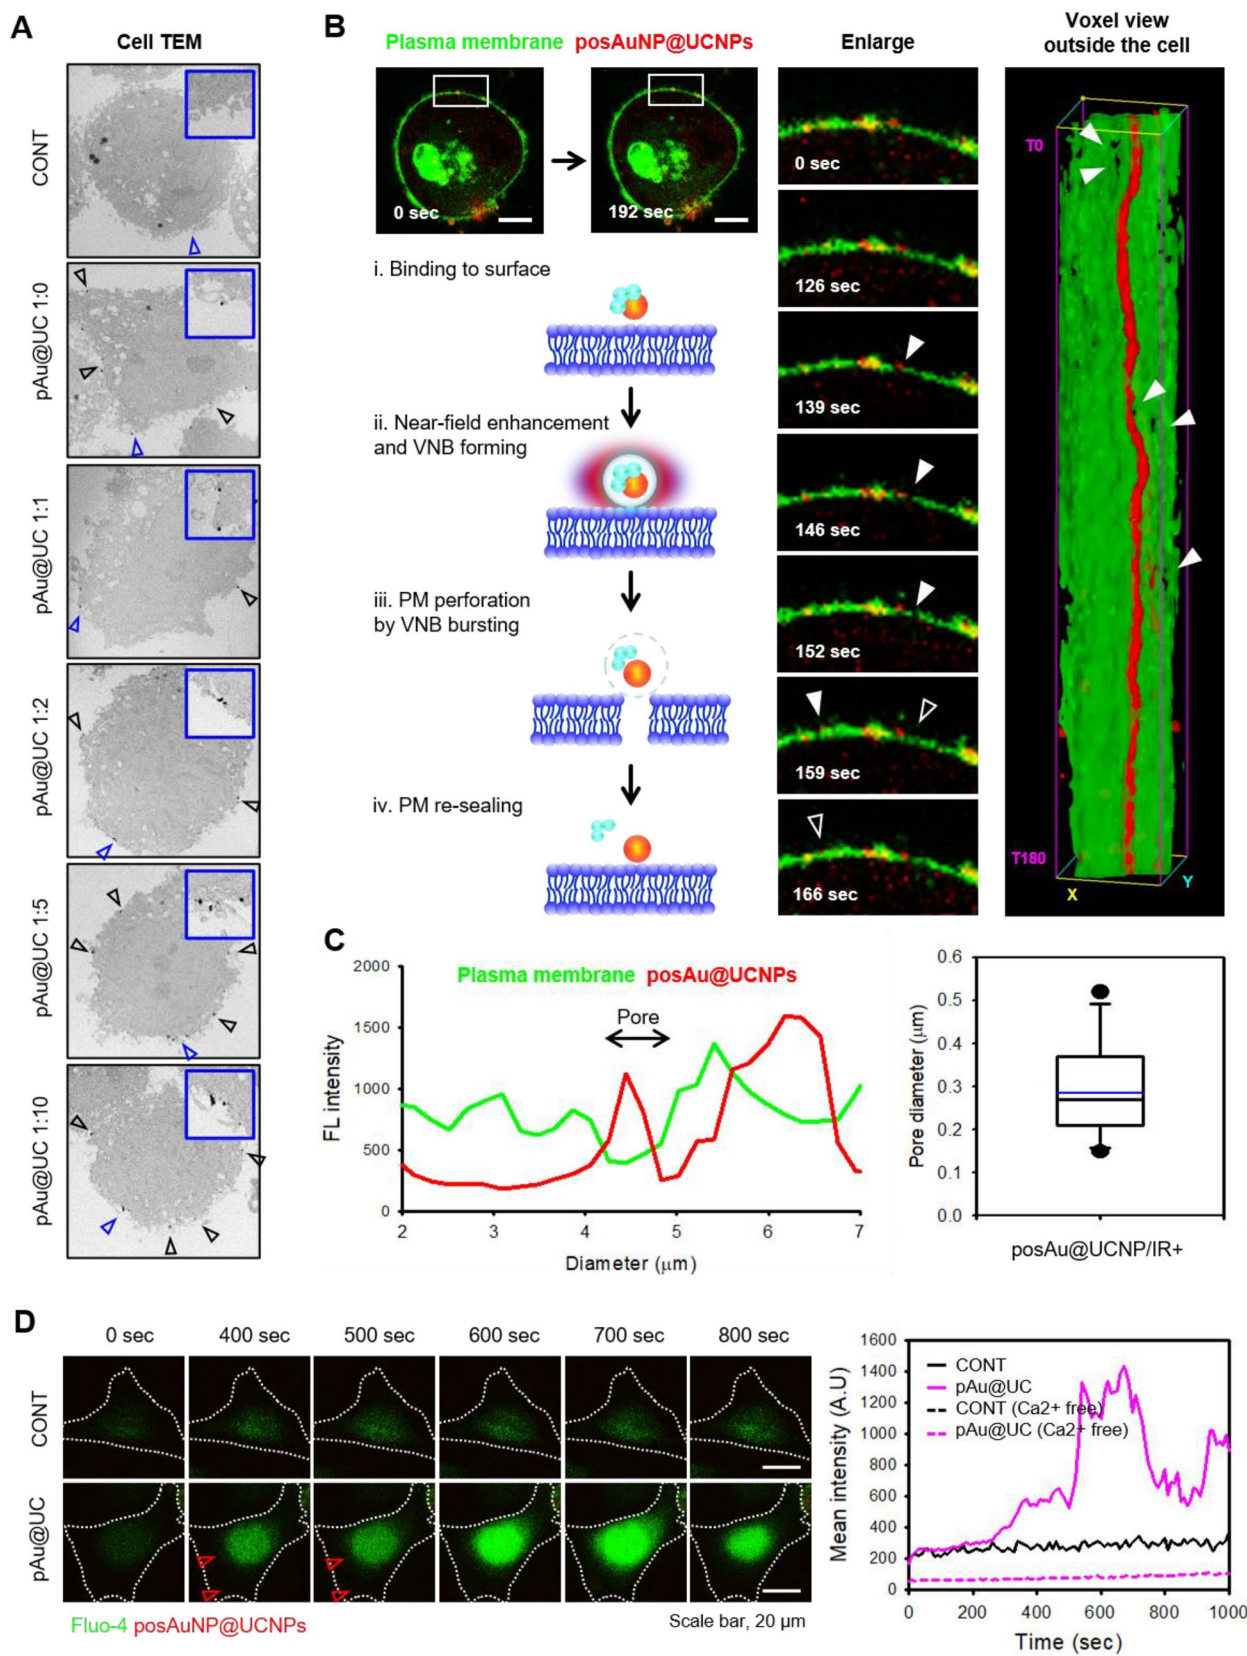 A
Cell TEM
CONT
pAu@UC 1:0
pAu@UC 1:1
pAu@UC 1:2
pAu@UC 1:5
pAu@UC 1:10
B
Plasma membrane posAuNP@UCNPs
0 sec
192 sec
i. Binding to surface
ii. Near-field enhancement
and VNB forming
iii. PM perforation
by VNB bursting
iv. PM re-sealing
Enlarge
0 sec
126 sec
139 sec
146 sec
152 sec
159 sec
166 sec
Voxel view
outside the cell
T0
T180
X
Y
C
2000
1500
1000
500
0
FL intensity
Plasma membrane posAu@UCNPs
Pore
2 3 4 5 6 7
Diameter (μm)
0.6
0.5
0.4
0.3
0.2
0.1
0.0
Pore diameter (μm)
posAu@UCNP/IR+
D
0 sec 400 sec 500 sec 600 sec 700 sec 800 sec
CONT
pAu@UC
Fluo-4 posAuNP@UCNPs
Scale bar, 20 μm
1600
1400
1200
1000
800
600
400
200
0
Mean intensity (A.U)
CONT
pAu@UC
CONT (Ca2+ free)
pAu@UC (Ca2+ free)
0 200 400 600 800 1000
Time (sec)